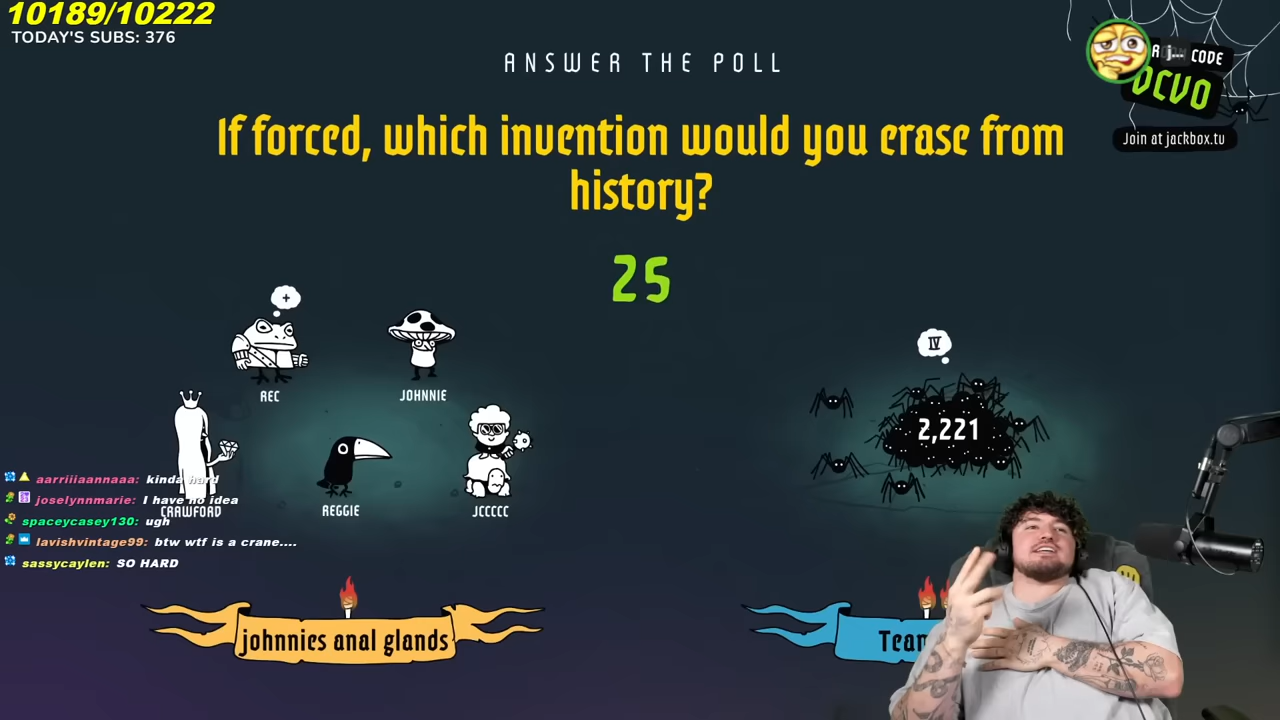 10189/10222
TODAY'S SUBS: 376
ANSWER THE POLL
CODE
Join at jackbox.tv
If forced, which invention would you erase from
history?
25
REC
JOHNNIE
IV
2,221
CRAWFORD
REGGIE
JCCCCC
aarriiiaannaaa: kinda hard
joselynnmarie: I have no idea
spaceycasey130: ugh
lavishvintage99: btw wtf is a crane....
sassycaylen: SO HARD
johnnies anal glands